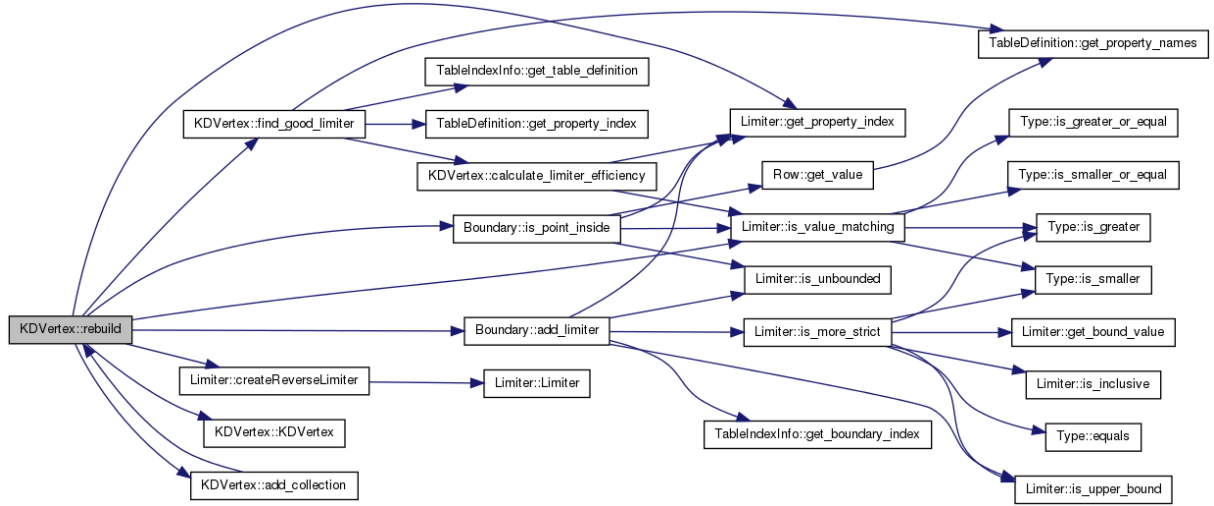 TableDefinition::get_property_names
TableIndexInfo::get_table_definition
KDVertex::find_good_limiter
TableDefinition::get_property_index
Limiter::get_property_index
Type::is_greater_or_equal
KDVertex::calculate_limiter_efficiency
Row::get_value
Type::is_smaller_or_equal
Boundary::is_point_inside
Limiter::is_value_matching
Type::is_greater
Limiter::is_unbounded
Type::is_smaller
KDVertex::rebuild
Boundary::add_limiter
Limiter::is_more_strict
Limiter::get_bound_value
Limiter::createReverseLimiter
Limiter::Limiter
Limiter::is_inclusive
KDVertex::KDVertex
TableIndexInfo::get_boundary_index
Type::equals
KDVertex::add_collection
Limiter::is_upper_bound